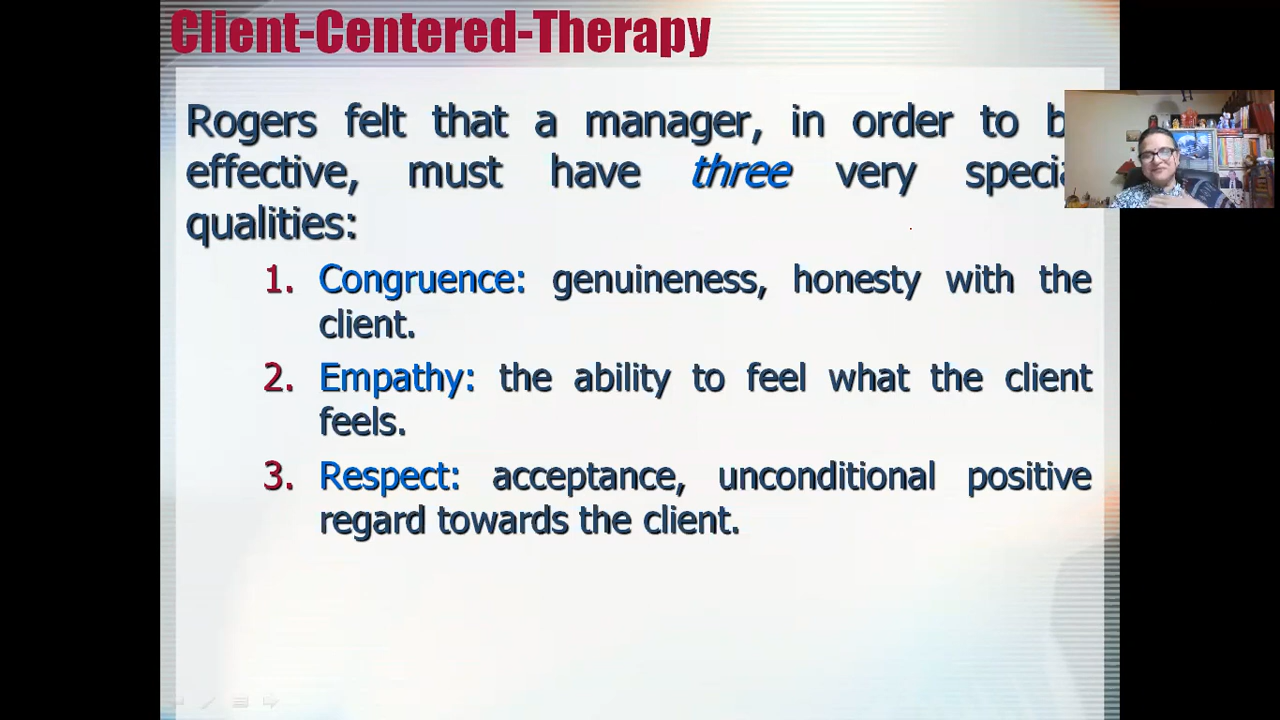 Client-Centered-Therapy
Rogers felt that a manager, in order to
effective, must have three very
qualities:
1. Congruence: genuineness, honesty with the
client.
2. Empathy: the ability to feel what the client
feels.
3. Respect: acceptance, unconditional positive
regard towards the client.